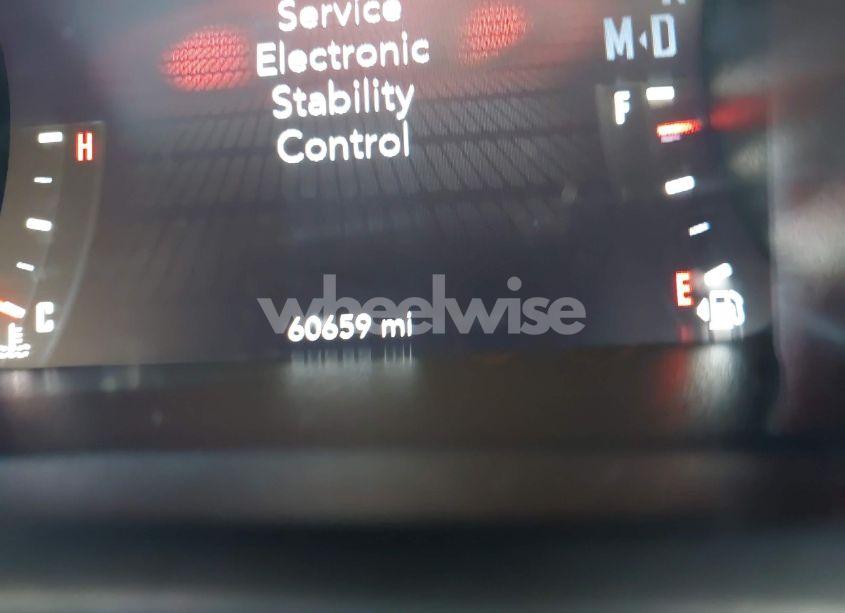 Service
Electronic
Stability
Control
M D
F
H
E
C
60659 mi
wheelwise